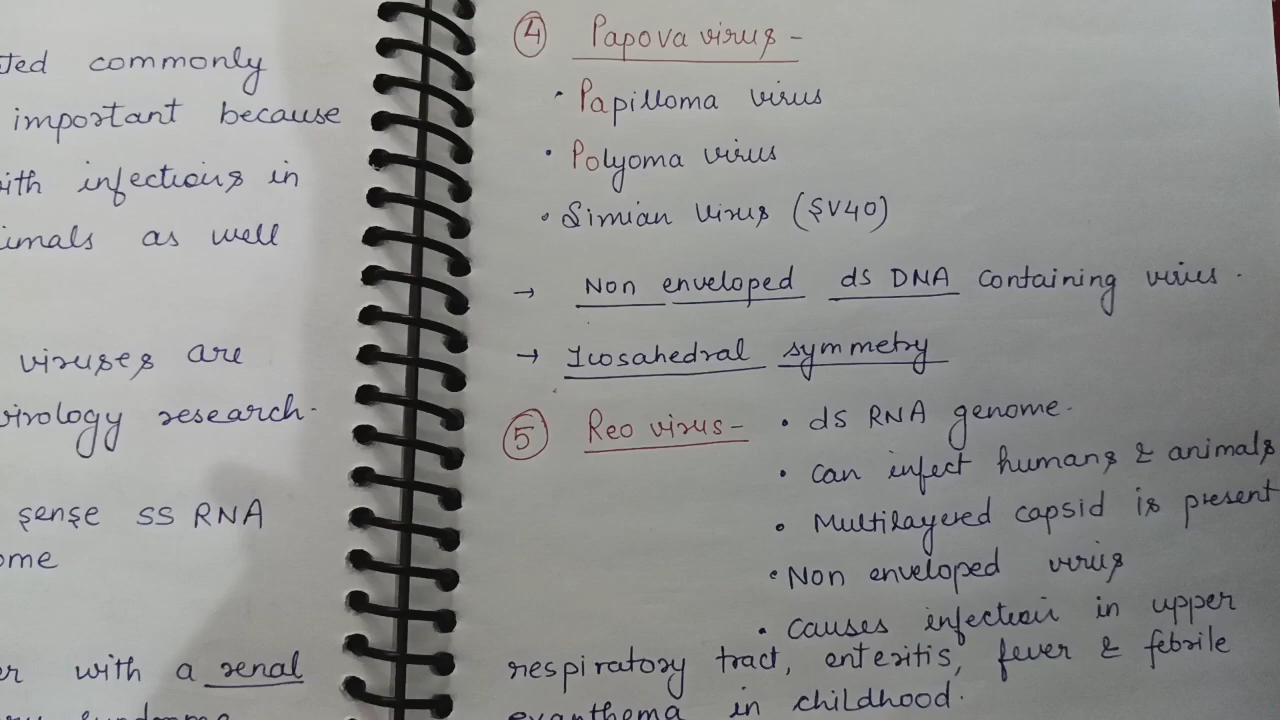 ted commonly
important because
ith infections in
imals as well
viruses are
virology research.
sense ss RNA
ome
er with a renal
syndrome
④ Papova virus -
• Papilloma virus
• Polyoma virus
• Simian virus (SV40)
→ Non enveloped ds DNA containing virus.
→ Icosahedral symmetry
⑤ Reo virus - • ds RNA genome.
• can infect humans & animals
• Multilayered capsid is present
• Non enveloped virus
• causes infection in upper
respiratory tract, enteritis, fever & febrile
exanthema in childhood.